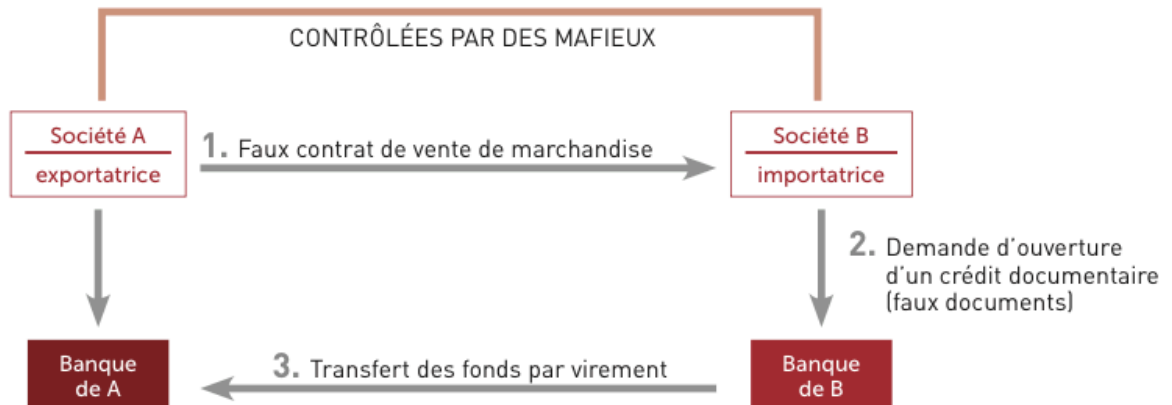 CONTRÔLÉES PAR DES MAFIEUX
Société A
exportatrice
1. Faux contrat de vente de marchandise
Société B
importatrice
2. Demande d'ouverture
d'un crédit documentaire
(faux documents)
Banque
de A
3. Transfert des fonds par virement
Banque
de B